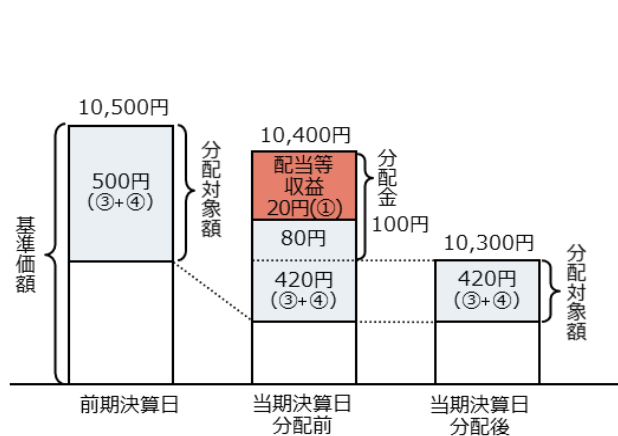 10,500円
500円
(③+④)
分配対象額
基準価額
前期決算日
10,400円
配当等
収益
20円(①)
80円
420円
(③+④)
分配金
100円
当期決算日
分配前
10,300円
420円
(③+④)
分配対象額
当期決算日
分配後